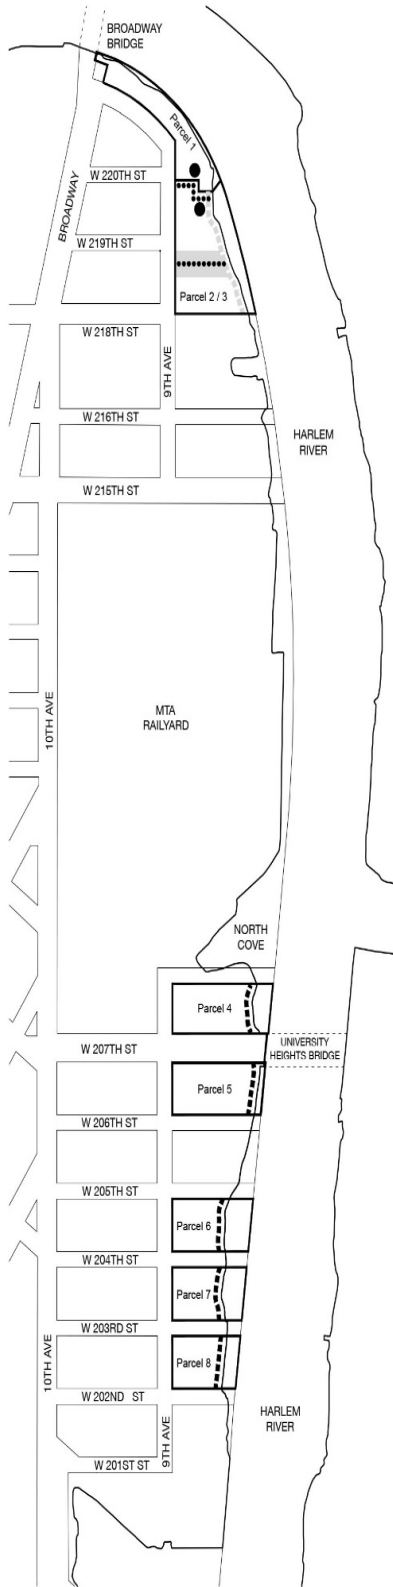 BROADWAY
BRIDGE
Parcel 1
W 220TH ST
BROADWAY
W 219TH ST
Parcel 2 / 3
W 218TH ST
9TH AVE
W 216TH ST
HARLEM
RIVER
W 215TH ST
10TH AVE
MTA
RAILYARD
NORTH
COVE
Parcel 4
W 207TH ST
UNIVERSITY
HEIGHTS BRIDGE
Parcel 5
W 206TH ST
W 205TH ST
Parcel 6
W 204TH ST
Parcel 7
W 203RD ST
10TH AVE
Parcel 8
W 202ND ST
HARLEM
RIVER
9TH AVE
W 201ST ST